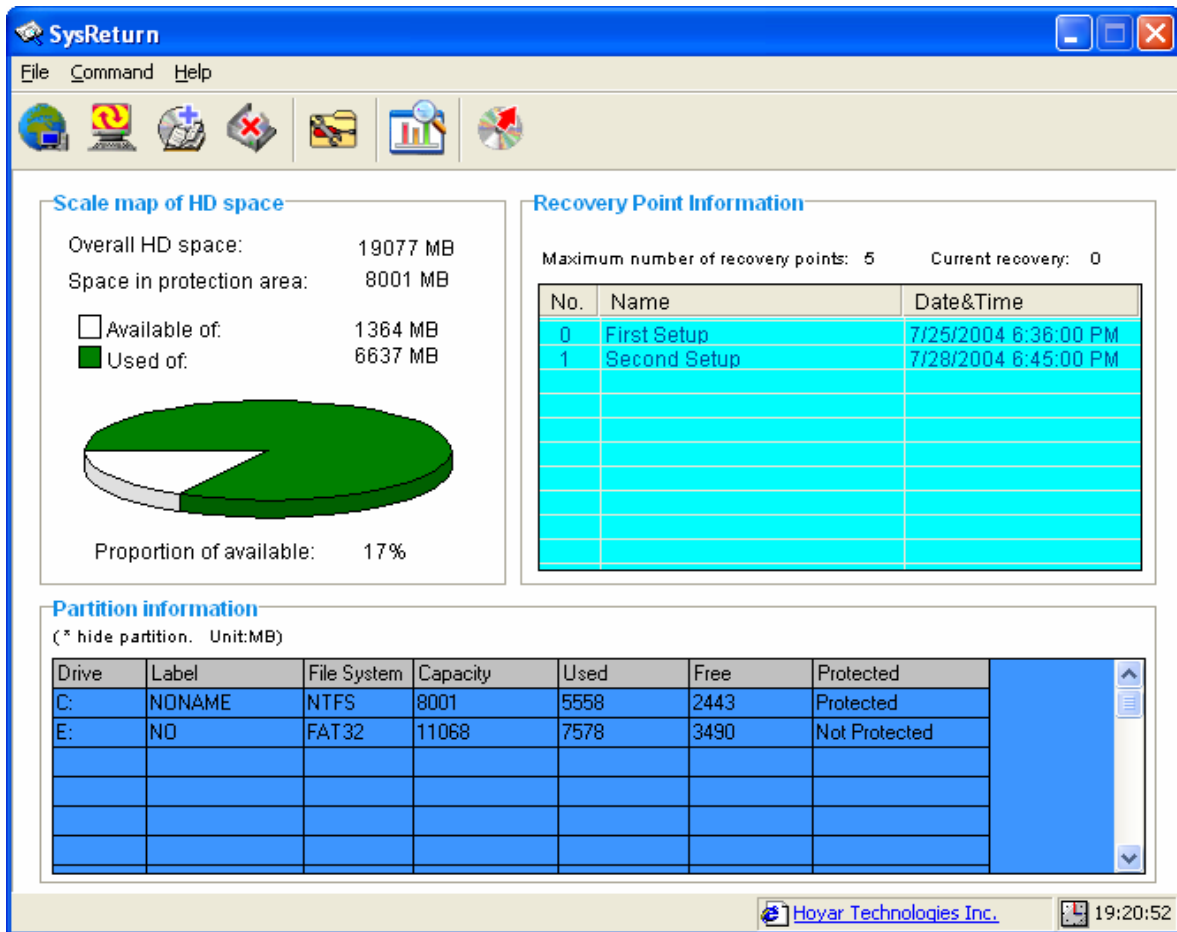 SysReturn
File Command Help
Scale map of HD space
Overall HD space: 19077 MB
Space in protection area: 8001 MB
Available of: 1364 MB
Used of: 6637 MB
Proportion of available: 17%
Recovery Point Information
Maximum number of recovery points: 5 Current recovery: 0
No. Name Date&Time
0 First Setup 7/25/2004 6:36:00 PM
1 Second Setup 7/28/2004 6:45:00 PM
Partition information
(* hide partition. Unit:MB)
Drive Label File System Capacity Used Free Protected
C: NONAME NTFS 8001 5558 2443 Protected
E: NO FAT32 11068 7578 3490 Not Protected
Hoyar Technologies Inc. 19:20:52